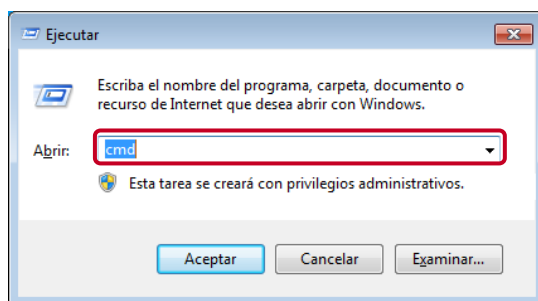 Ejecutar
Escriba el nombre del programa, carpeta, documento o
recurso de Internet que desea abrir con Windows.
Abrir: cmd
Esta tarea se creará con privilegios administrativos.
Aceptar Cancelar Examinar...